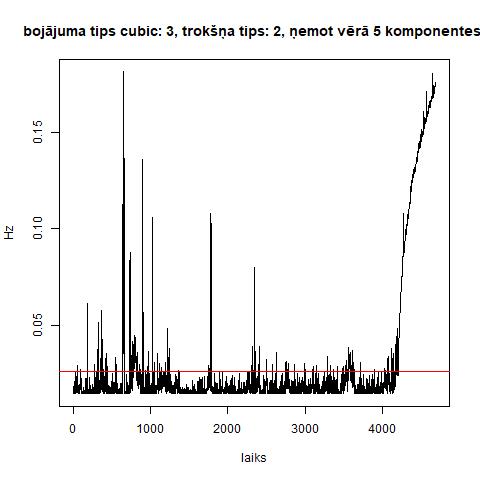 bojājuma tips cubic: 3, trokšņa tips: 2, ņemot vērā 5 komponentes
0.15
0.10
0.05
Hz
0 1000 2000 3000 4000
laiks